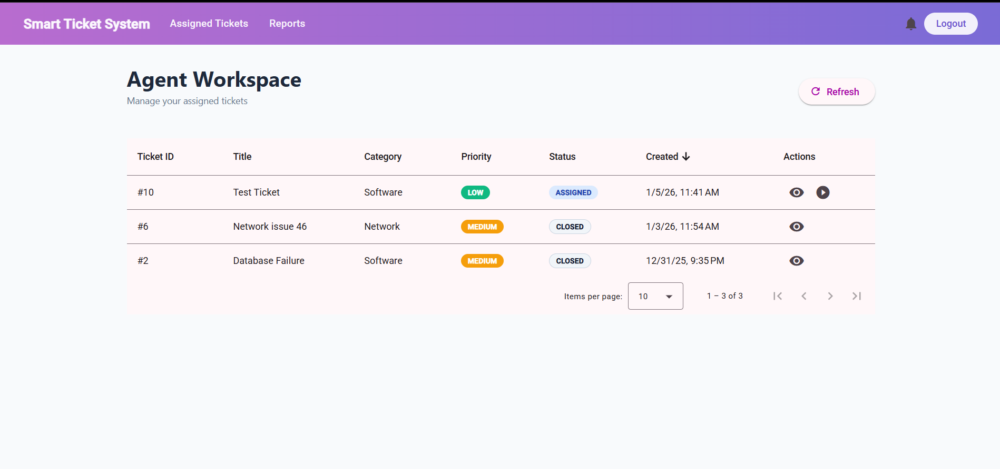 Smart Ticket System Assigned Tickets Reports Logout
Agent Workspace
Manage your assigned tickets
Refresh
Ticket ID Title Category Priority Status Created Actions
#10 Test Ticket Software LOW ASSIGNED 1/5/26, 11:41 AM
#6 Network issue 46 Network MEDIUM CLOSED 1/3/26, 11:54 AM
#2 Database Failure Software MEDIUM CLOSED 12/31/25, 9:35 PM
Items per page: 10 1 – 3 of 3